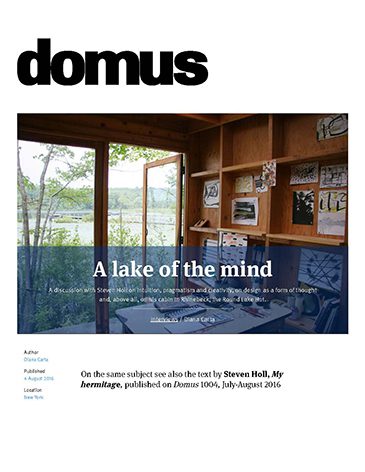 domus
A lake of the mind
A discussion with Steven Holl on intuition, pragmatism and creativity, on design as a form of thought
and, above all, on his cabin in Rhinebeck, the Round Lake Hut.
Interviews / Diana Carta
Author
Diana Carta
Published
4 August 2016
Location
New York
On the same subject see also the text by Steven Holl, My
hermitage, published on Domus 1004, July-August 2016